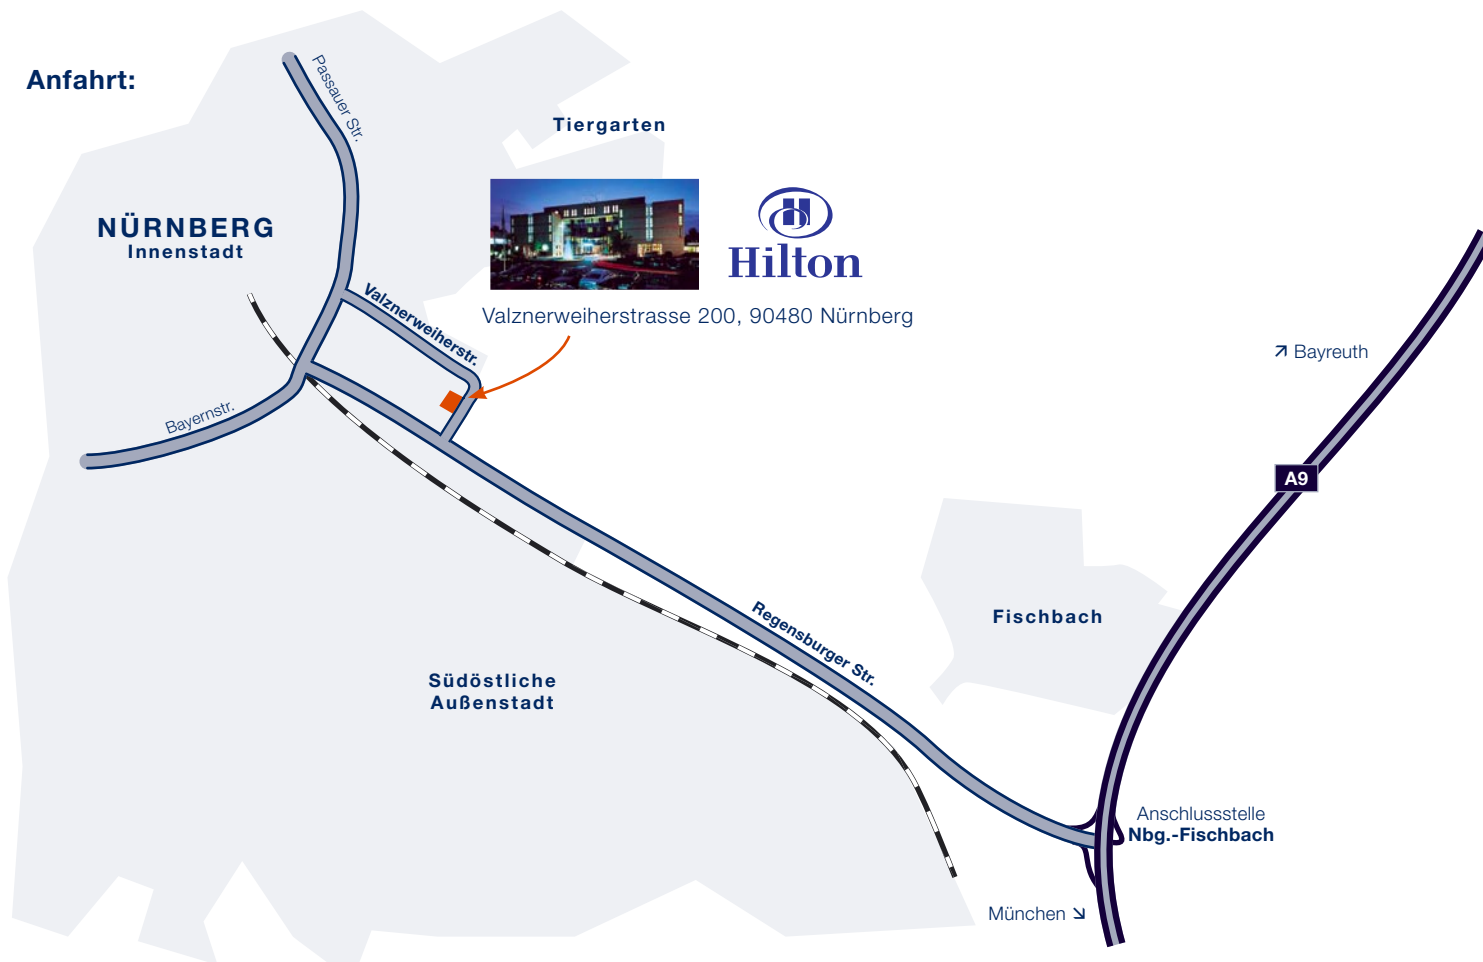 Anfahrt:
Passauer Str.
Tiergarten
NÜRNBERG
Innenstadt
Hilton
Valznerweiherstr.
Valznerweiherstrasse 200, 90480 Nürnberg
Bayreuth
Bayernstr.
A9
Regensburger Str.
Fischbach
Südöstliche
Außenstadt
Anschlussstelle
Nbg.-Fischbach
München